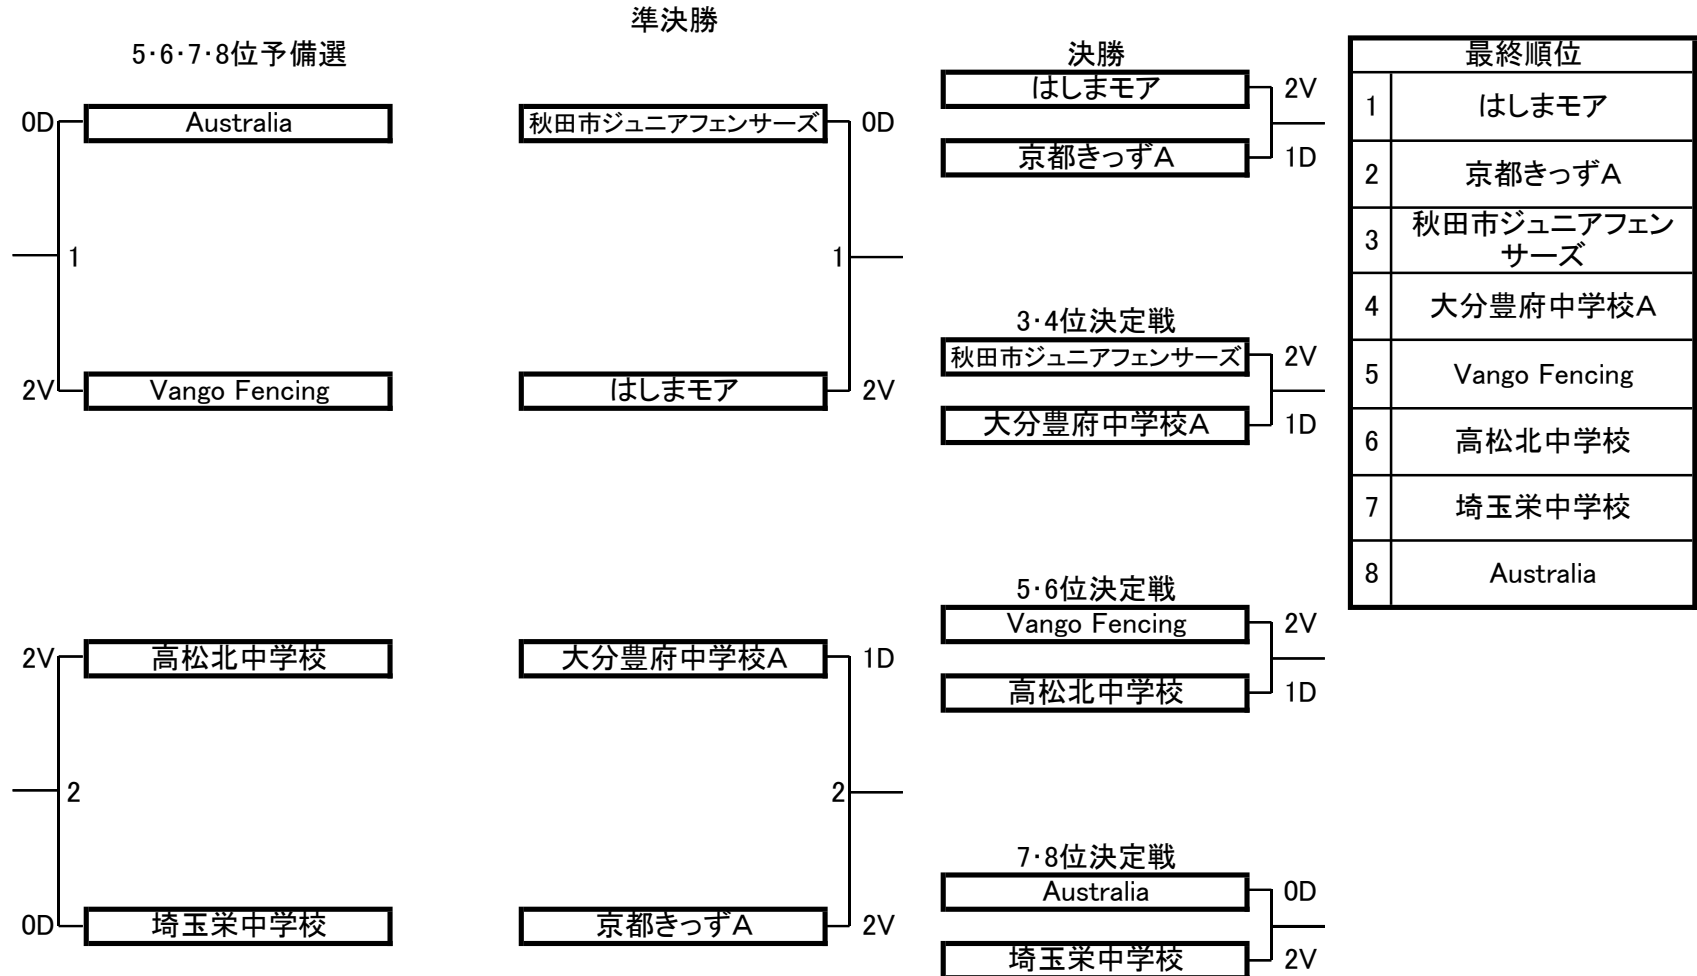 準決勝
5・6・7・8位予備選
0D
Australia
1
2V
Vango Fencing
2V
高松北中学校
2
0D
埼玉栄中学校
秋田市ジュニアフェンサーズ
0D
1
はしまモア
2V
大分豊府中学校A
1D
2
京都きっずA
2V
決勝
はしまモア
2V
京都きっずA
1D
3・4位決定戦
秋田市ジュニアフェンサーズ
2V
大分豊府中学校A
1D
5・6位決定戦
Vango Fencing
2V
高松北中学校
1D
7・8位決定戦
Australia
0D
埼玉栄中学校
2V
最終順位
1 はしまモア
2 京都きっずA
3 秋田市ジュニアフェン
サーズ
4 大分豊府中学校A
5 Vango Fencing
6 高松北中学校
7 埼玉栄中学校
8 Australia